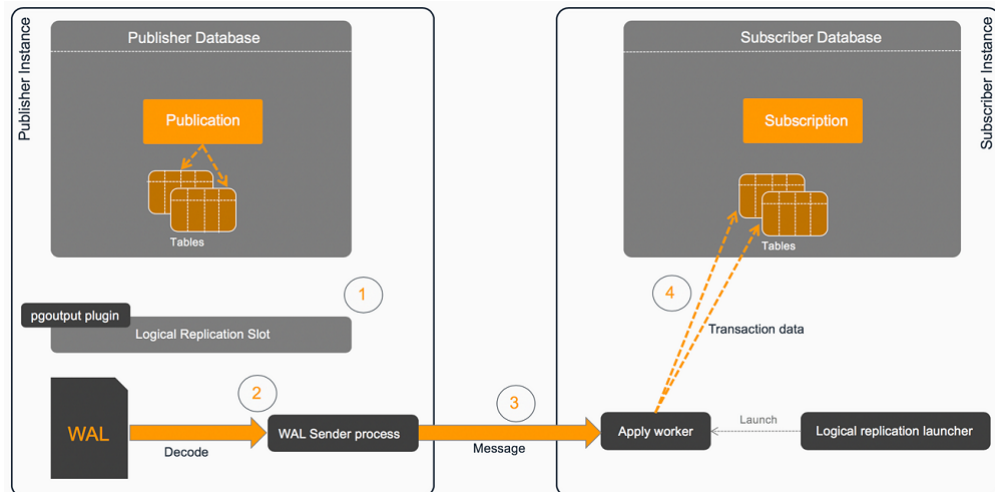 Publisher Instance
Publisher Database
Publication
Tables
1
pgoutput plugin
Logical Replication Slot
WAL
2
Decode
WAL Sender process
3
Message
Subscriber Instance
Subscriber Database
Subscription
Tables
4
Transaction data
Apply worker
Launch
Logical replication launcher